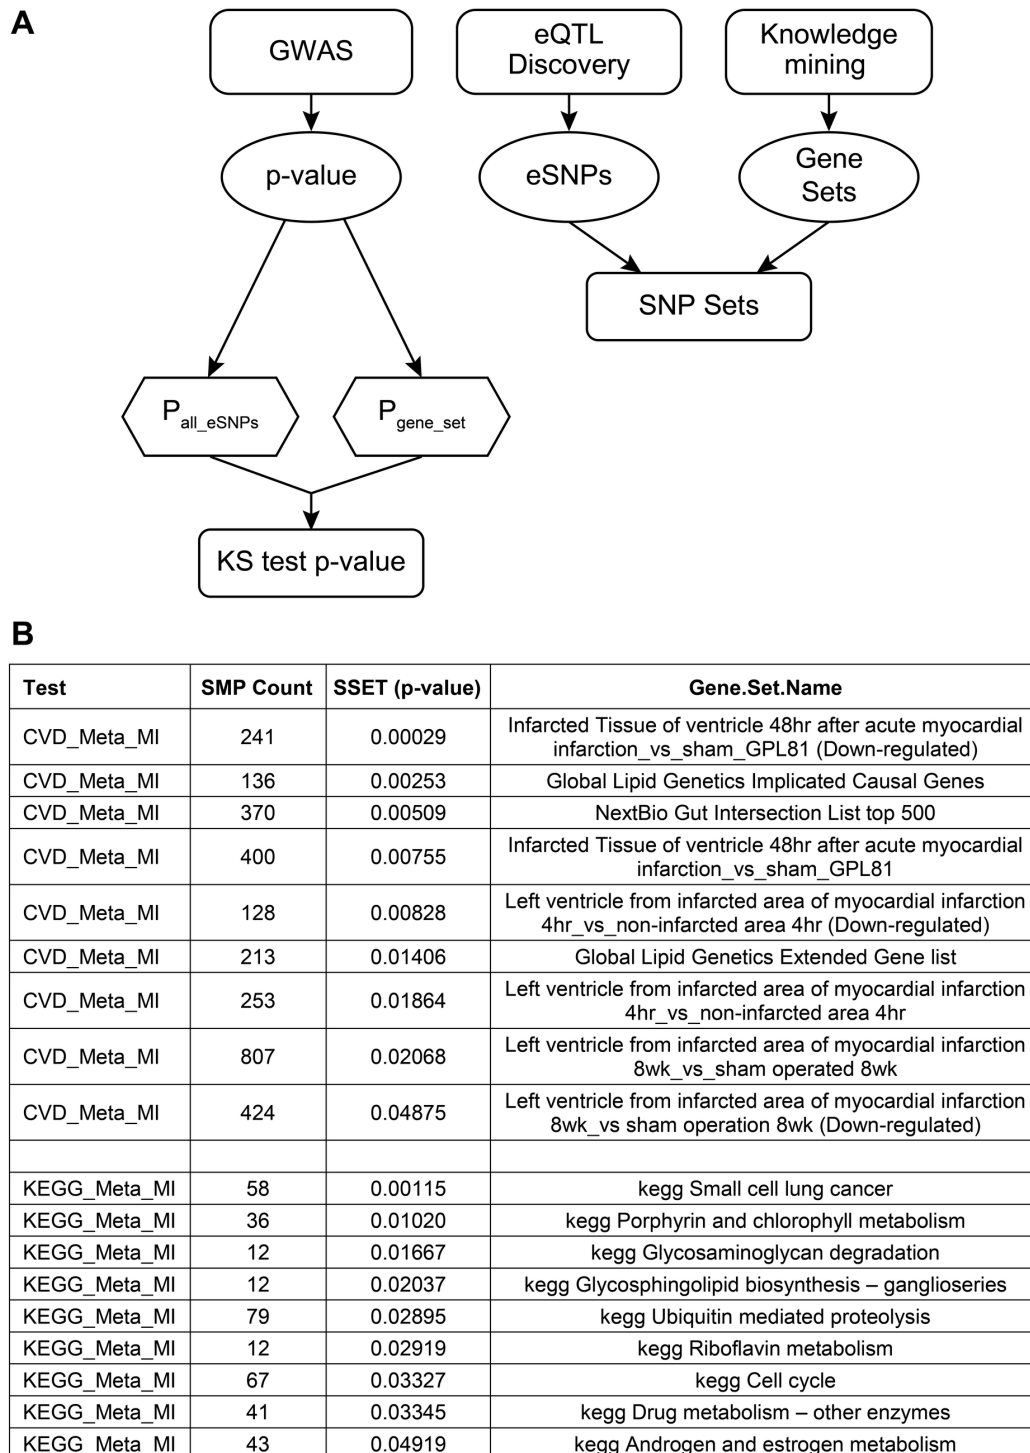 A
GWAS
eQTL
Discovery
Knowledge
mining
p-value
eSNPs
Gene
Sets
SNP Sets
P all_eSNPs
P gene_set
KS test p-value
B
Test SMP Count SSET (p-value) Gene.Set.Name
CVD_Meta_MI 241 0.00029 Infarcted Tissue of ventricle 48hr after acute myocardial
infarction_vs_sham_GPL81 (Down-regulated)
CVD_Meta_MI 136 0.00253 Global Lipid Genetics Implicated Causal Genes
CVD_Meta_MI 370 0.00509 NextBio Gut Intersection List top 500
CVD_Meta_MI 400 0.00755 Infarcted Tissue of ventricle 48hr after acute myocardial
infarction_vs_sham_GPL81
CVD_Meta_MI 128 0.00828 Left ventricle from infarcted area of myocardial infarction
4hr_vs_non-infarcted area 4hr (Down-regulated)
CVD_Meta_MI 213 0.01406 Global Lipid Genetics Extended Gene list
CVD_Meta_MI 253 0.01864 Left ventricle from infarcted area of myocardial infarction
4hr_vs_non-infarcted area 4hr
CVD_Meta_MI 807 0.02068 Left ventricle from infarcted area of myocardial infarction
8wk_vs_sham operated 8wk
CVD_Meta_MI 424 0.04875 Left ventricle from infarcted area of myocardial infarction
8wk_vs sham operation 8wk (Down-regulated)
KEGG_Meta_MI 58 0.00115 kegg Small cell lung cancer
KEGG_Meta_MI 36 0.01020 kegg Porphyrin and chlorophyll metabolism
KEGG_Meta_MI 12 0.01667 kegg Glycosaminoglycan degradation
KEGG_Meta_MI 12 0.02037 kegg Glycosphingolipid biosynthesis – ganglioseries
KEGG_Meta_MI 79 0.02895 kegg Ubiquitin mediated proteolysis
KEGG_Meta_MI 12 0.02919 kegg Riboflavin metabolism
KEGG_Meta_MI 67 0.03327 kegg Cell cycle
KEGG_Meta_MI 41 0.03345 kegg Drug metabolism – other enzymes
KEGG_Meta_MI 43 0.04919 kegg Androgen and estrogen metabolism